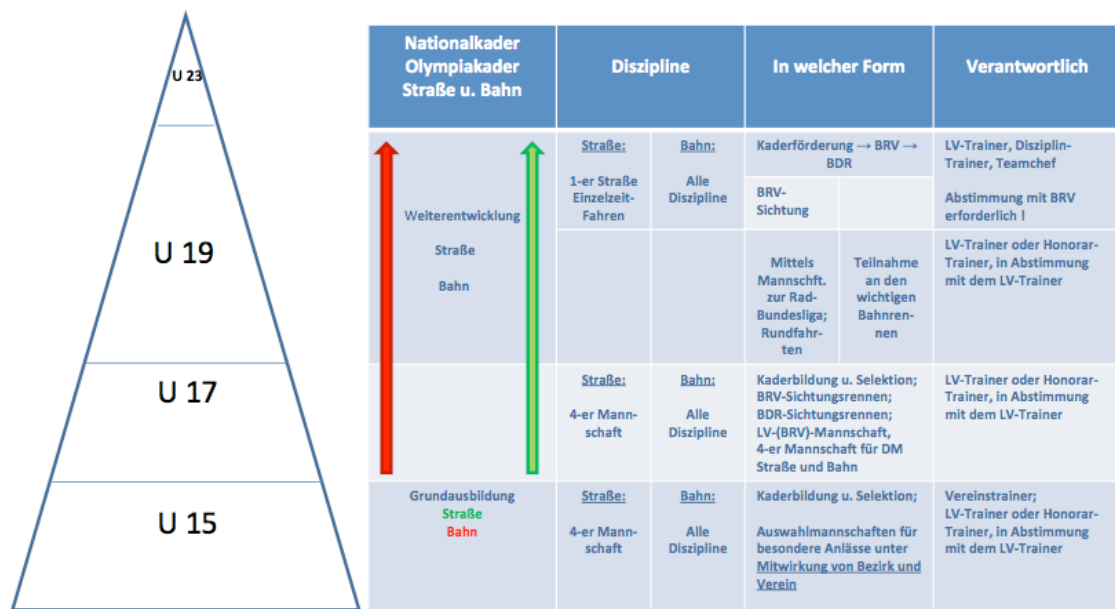 U 23
U 19
U 17
U 15
Nationalkader
Olympiakader
Straße u. Bahn
Diszipline
In welcher Form
Verantwortlich
Weiterentwicklung
Straße
Bahn
Straße:
1-er Straße
Einzelzeit-
Fahren
Bahn:
Alle
Diszipline
Kaderförderung → BRV →
BDR
BRV-
Sichtung
LV-Trainer, Disziplin-
Trainer, Teamchef
Abstimmung mit BRV
erforderlich !
Mittels
Mannschft.
zur Rad-
Bundesliga;
Rundfahr-
ten
Teilnahme
an den
wichtigen
Bahnren-
nen
LV-Trainer oder Honorar-
Trainer, in Abstimmung
mit dem LV-Trainer
Straße:
4-er Mann-
schaft
Bahn:
Alle
Diszipline
Kaderbildung u. Selektion;
BRV-Sichtungsrennen;
BDR-Sichtungsrennen;
LV-(BRV)-Mannschaft,
4-er Mannschaft für DM
Straße und Bahn
LV-Trainer oder Honorar-
Trainer, in Abstimmung
mit dem LV-Trainer
Grundausbildung
Straße
Bahn
Straße:
4-er Mann-
schaft
Bahn:
Alle
Diszipline
Kaderbildung u. Selektion;
Auswahlmannschaften für
besondere Anlässe unter
Mitwirkung von Bezirk und
Verein
Vereinstrainer;
LV-Trainer oder Honorar-
Trainer, in Abstimmung
mit dem LV-Trainer